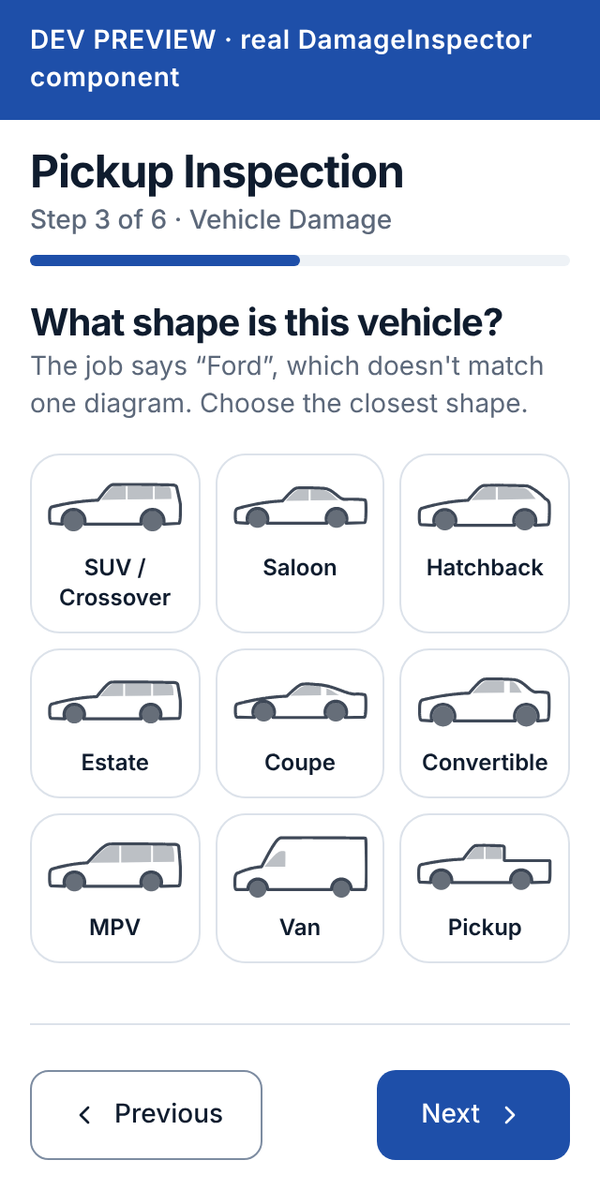 DEV PREVIEW · real DamageInspector
component
Pickup Inspection
Step 3 of 6 · Vehicle Damage
What shape is this vehicle?
The job says “Ford”, which doesn't match
one diagram. Choose the closest shape.
SUV /
Crossover
Saloon
Hatchback
Estate
Coupe
Convertible
MPV
Van
Pickup
Previous
Next